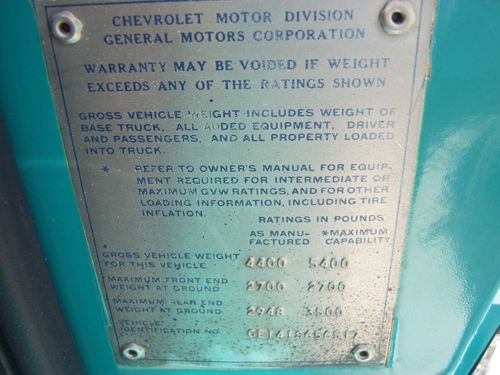 CHEVROLET MOTOR DIVISION
GENERAL MOTORS CORPORATION
WARRANTY MAY BE VOIDED IF WEIGHT
EXCEEDS ANY OF THE RATINGS SHOWN
GROSS VEHICLE WEIGHT INCLUDES WEIGHT OF
BASE TRUCK, ALL ADDED EQUIPMENT, DRIVER
AND PASSENGERS, AND ALL PROPERTY LOADED
INTO TRUCK.
* REFER TO OWNER'S MANUAL FOR EQUIP-
MENT REQUIRED FOR INTERMEDIATE OR
MAXIMUM GVW RATINGS, AND FOR OTHER
LOADING INFORMATION, INCLUDING TIRE
INFLATION.
RATINGS IN POUNDS
AS MANU- *MAXIMUM
FACTURED CAPABILITY
GROSS VEHICLE WEIGHT
FOR THIS VEHICLE 4400 5400
MAXIMUM FRONT END
WEIGHT AT GROUND 2700 2700
MAXIMUM REAR END
WEIGHT AT GROUND 2948 3500
VEHICLE
IDENTIFICATION NO